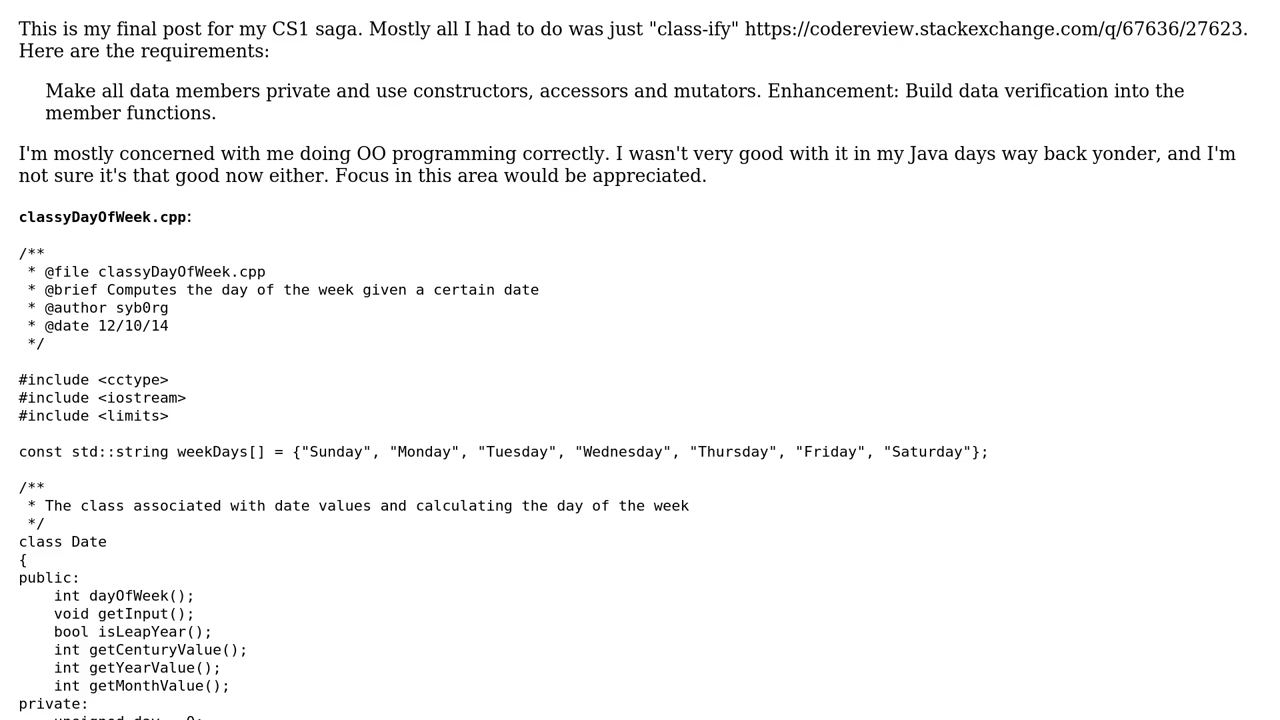 This is my final post for my CS1 saga. Mostly all I had to do was just "class-ify" https://codereview.stackexchange.com/q/67636/27623.
Here are the requirements:
Make all data members private and use constructors, accessors and mutators. Enhancement: Build data verification into the
member functions.
I'm mostly concerned with me doing OO programming correctly. I wasn't very good with it in my Java days way back yonder, and I'm
not sure it's that good now either. Focus in this area would be appreciated.
classyDayOfWeek.cpp:
/**
 * @file classyDayOfWeek.cpp
 * @brief Computes the day of the week given a certain date
 * @author syb0rg
 * @date 12/10/14
 */
#include <cctype>
#include <iostream>
#include <limits>
const std::string weekDays[] = {"Sunday", "Monday", "Tuesday", "Wednesday", "Thursday", "Friday", "Saturday"};
/**
 * The class associated with date values and calculating the day of the week
 */
class Date
{
public:
    int dayOfWeek();
    void getInput();
    bool isLeapYear();
    int getCenturyValue();
    int getYearValue();
    int getMonthValue();
private: